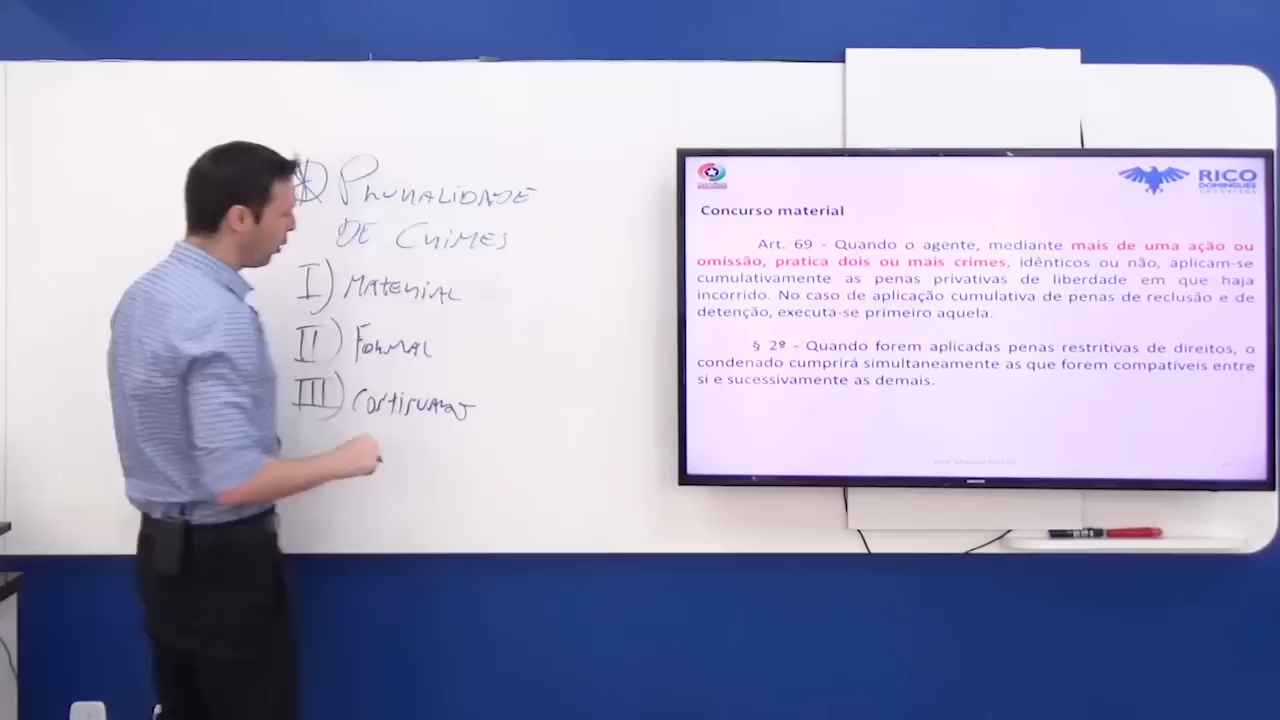 PLURALIDADE
DE CRIMES
I) MATERIAL
II) FORMAL
III) CONTINUADO
RICO
DOMINGUES
Concurso material
Art. 69 - Quando o agente, mediante mais de uma ação ou
omissão, pratica dois ou mais crimes, idênticos ou não, aplicam-se
cumulativamente as penas privativas de liberdade em que haja
incorrido. No caso de aplicação cumulativa de penas de reclusão e de
detenção, executa-se primeiro aquela.
§ 2º - Quando forem aplicadas penas restritivas de direitos, o
condenado cumprirá simultaneamente as que forem compatíveis entre
si e sucessivamente as demais.